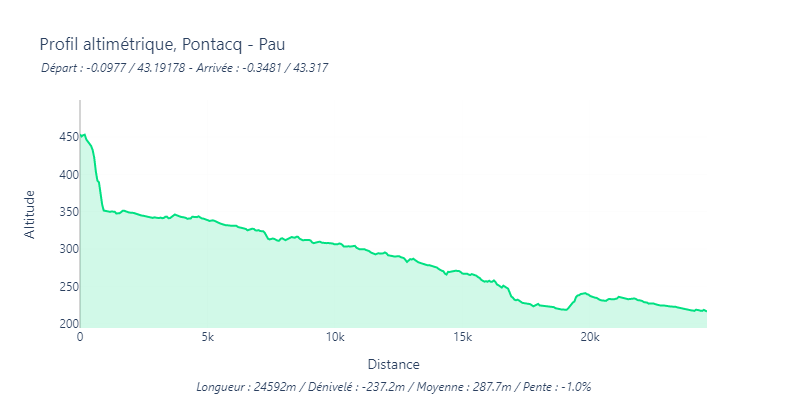 Profil altimétrique, Pontacq - Pau
Départ : -0.0977 / 43.19178 - Arrivée : -0.3481 / 43.317
450
400
350
300
250
200
Altitude
0 5k 10k 15k 20k
Distance
Longueur : 24592m / Dénivelé : -237.2m / Moyenne : 287.7m / Pente : -1.0%